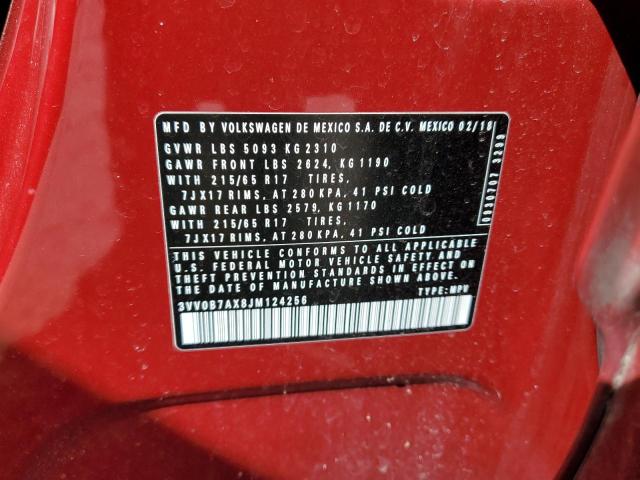 MFD BY VOLKSWAGEN DE MEXICO S.A. DE C.V. MEXICO 02/18
GVWR LBS 5093 KG 2310
GAWR FRONT LBS 2624, KG 1190
WITH 215/65 R17 TIRES,
7JX17 RIMS, AT 280 KPA, 41 PSI COLD
GAWR REAR LBS 2579, KG 1170
WITH 215/65 R17 TIRES,
7JX17 RIMS, AT 280 KPA, 41 PSI COLD
THIS VEHICLE CONFORMS TO ALL APPLICABLE
U.S. FEDERAL MOTOR VEHICLE SAFETY AND
THEFT PREVENTION STANDARDS IN EFFECT ON
THE DATE OF MANUFACTURE SHOWN ABOVE.
3VV0B7AX8JM124256 TYPE: MPV
3299